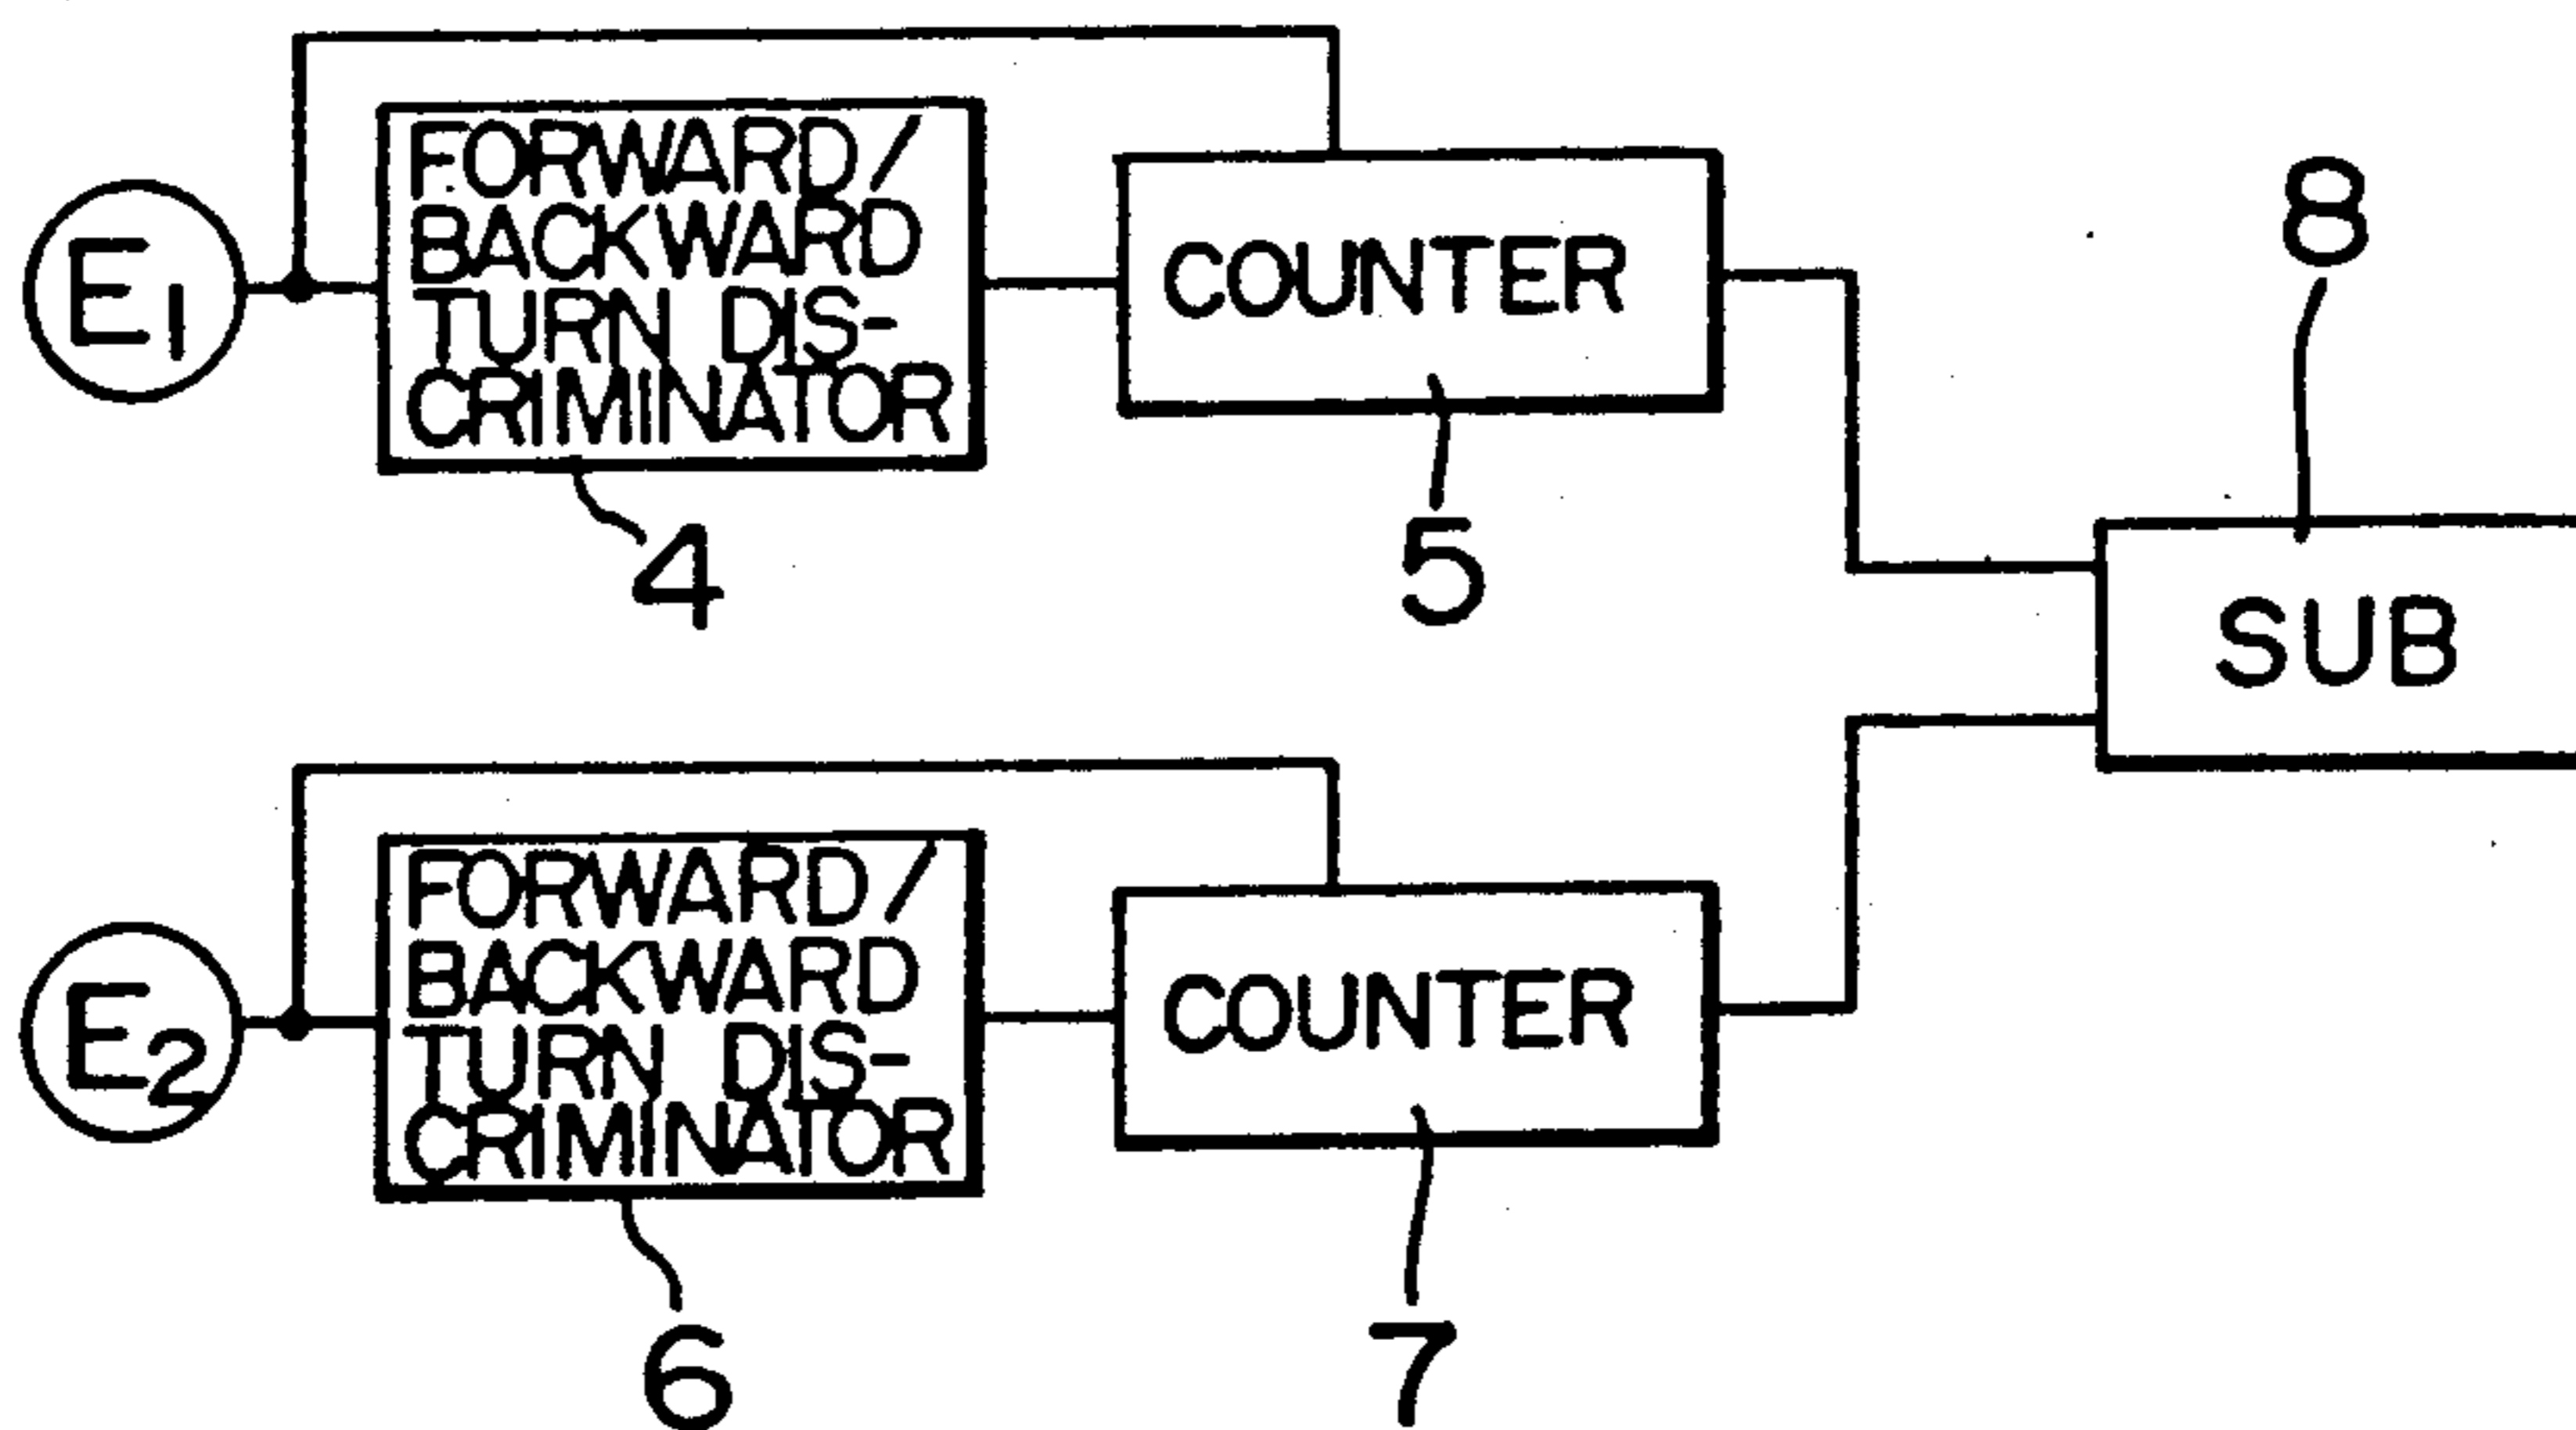 E1
FORWARD/
BACKWARD
TURN DIS-
CRIMINATOR
4
COUNTER
5
8
SUB
E2
FORWARD/
BACKWARD
TURN DIS-
CRIMINATOR
6
COUNTER
7